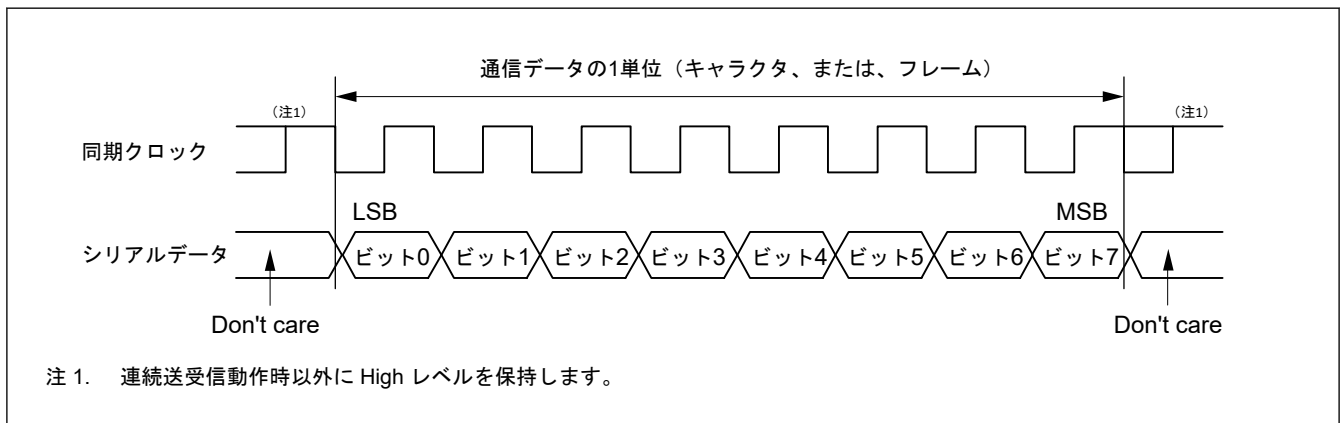 通信データの1単位（キャラクタ、または、フレーム）
（注1） （注1）
同期クロック
LSB MSB
シリアルデータ ビット0 ビット1 ビット2 ビット3 ビット4 ビット5 ビット6 ビット7
Don't care Don't care
注 1. 連続送受信動作時以外に High レベルを保持します。